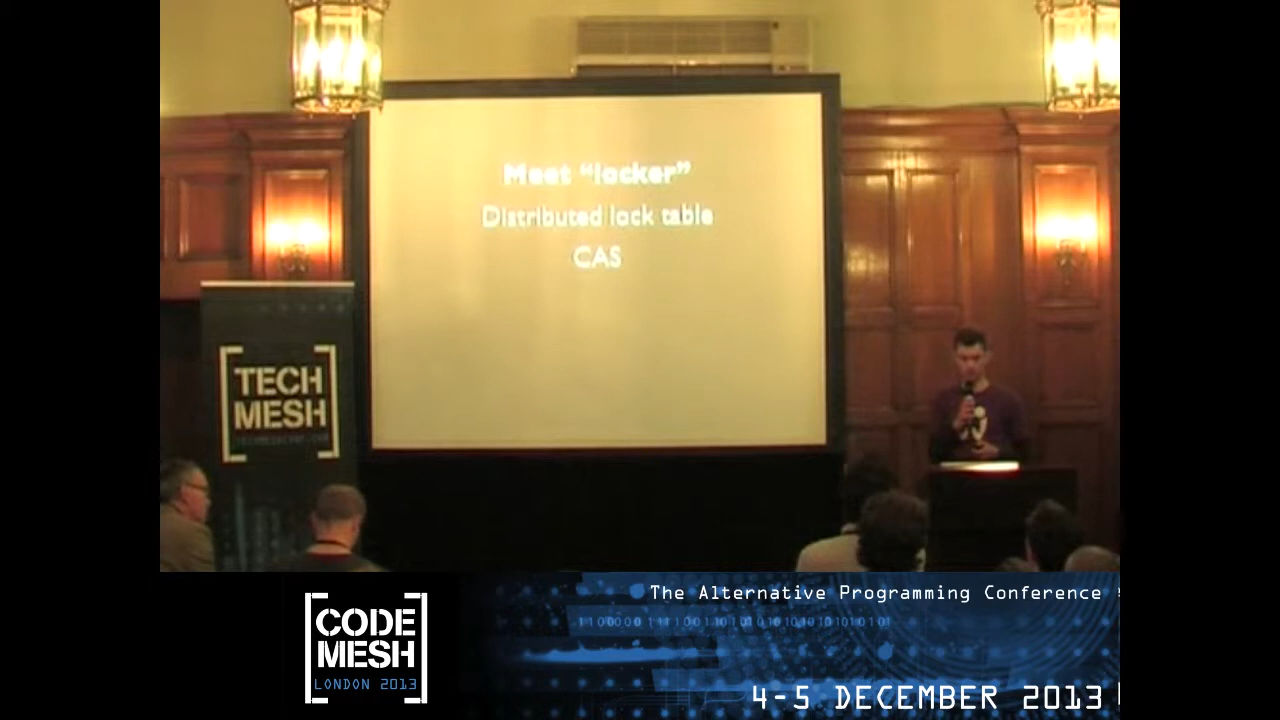 Meet “locker”
Distributed lock table
CAS
TECH
MESH
CODE
MESH
LONDON 2013
The Alternative Programming Conference
4-5 DECEMBER 2013